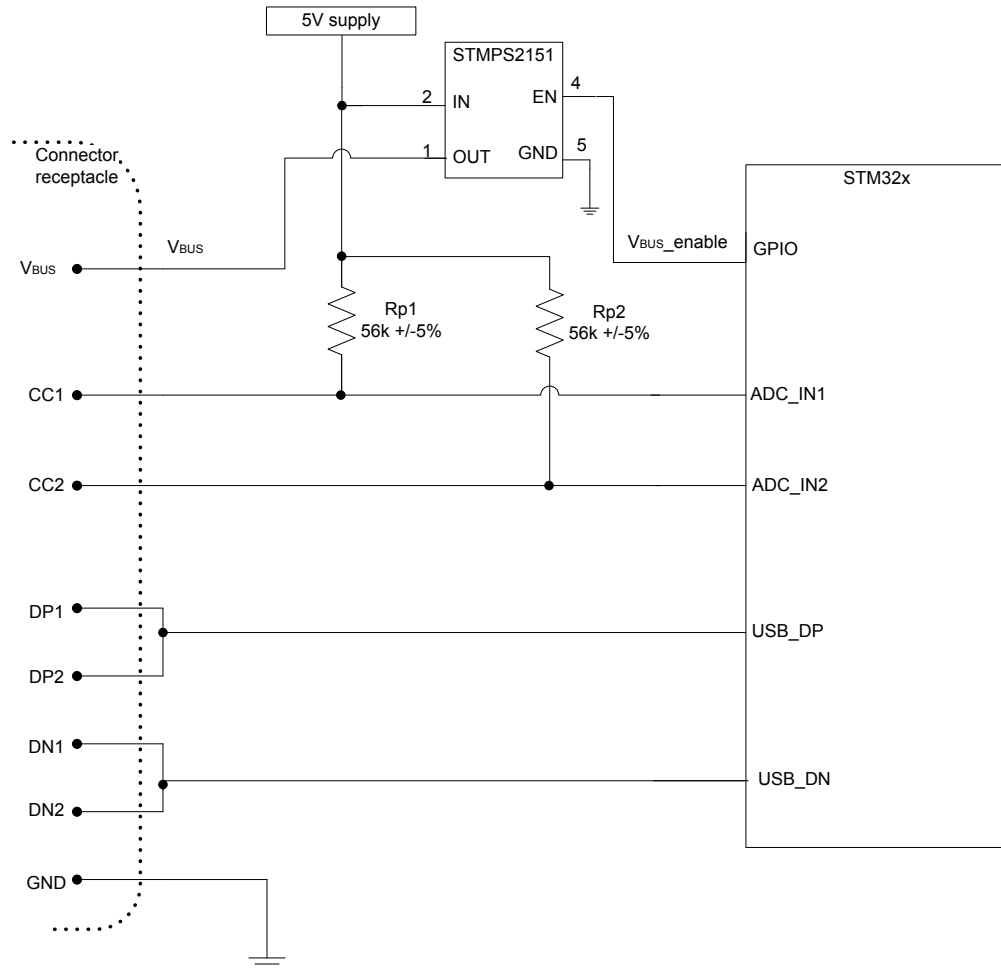 5V supply
STMPS2151
2
IN
EN
4
1
OUT
GND
5
Connector
receptacle
STM32x
VBUS
VBUS
VBUS_enable
GPIO
Rp1
56k +/-5%
Rp2
56k +/-5%
CC1
ADC_IN1
CC2
ADC_IN2
DP1
USB_DP
DP2
DN1
USB_DN
DN2
GND